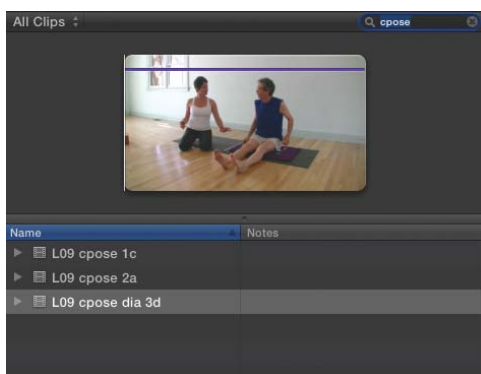 All Clips
cpose
Name Notes
L09 cpose 1c
L09 cpose 2a
L09 cpose dia 3d